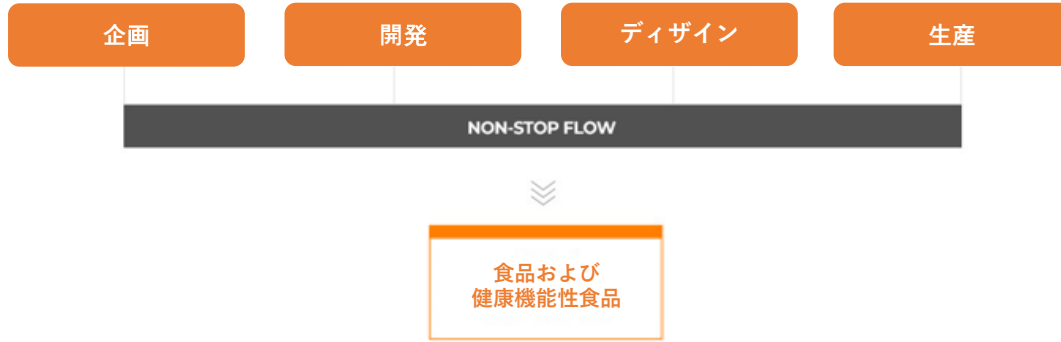 企画
開発
ディザイン
生産
NON-STOP FLOW
食品および
健康機能性食品